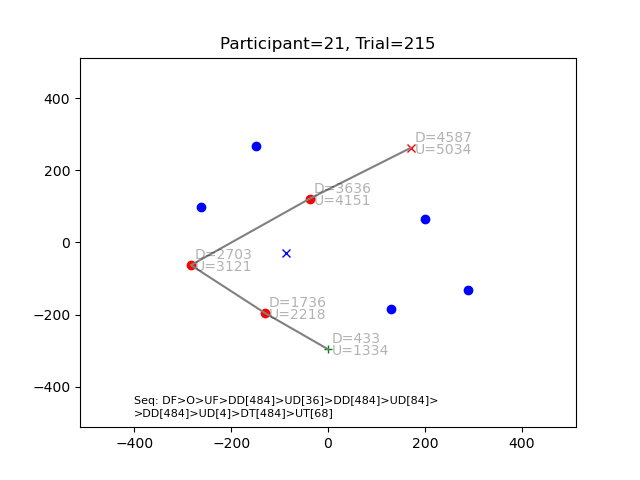 Participant=21, Trial=215
D=4587
U=5034
D=3636
U=4151
D=2703
U=3121
D=1736
U=2218
D=433
U=1334
Seq: DF>O>UF>DD[484]>UD[36]>DD[484]>UD[84]>
>DD[484]>UD[4]>DT[484]>UT[68]
400
200
0
−200
−400
−400
−200
0
200
400